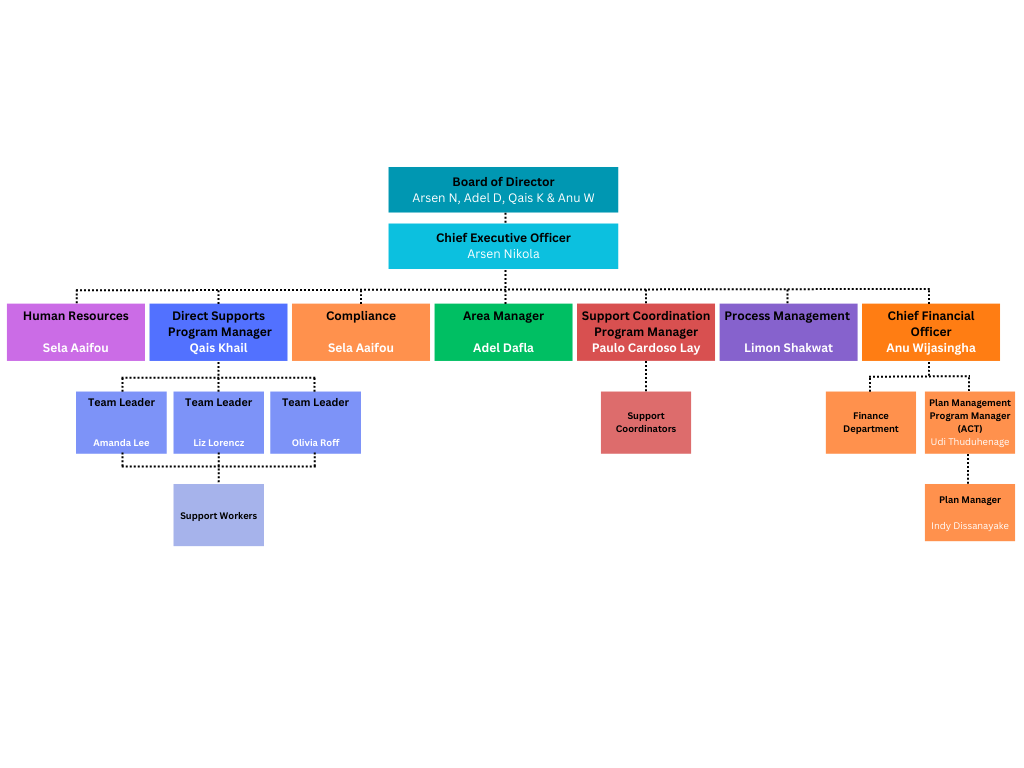 Board of Director
Arsen N, Adel D, Qais K & Anu W
Chief Executive Officer
Arsen Nikola
Human Resources
Sela Aaifou
Direct Supports
Program Manager
Qais Khail
Compliance
Sela Aaifou
Area Manager
Adel Dafla
Support Coordination
Program Manager
Paulo Cardoso Lay
Process Management
Limon Shakwat
Chief Financial
Officer
Anu Wijasingha
Team Leader
Amanda Lee
Team Leader
Liz Lorencz
Team Leader
Olivia Roff
Support
Coordinators
Finance
Department
Plan Management
Program Manager
(ACT)
Udi Thuduhenage
Support Workers
Plan Manager
Indy Dissanayake